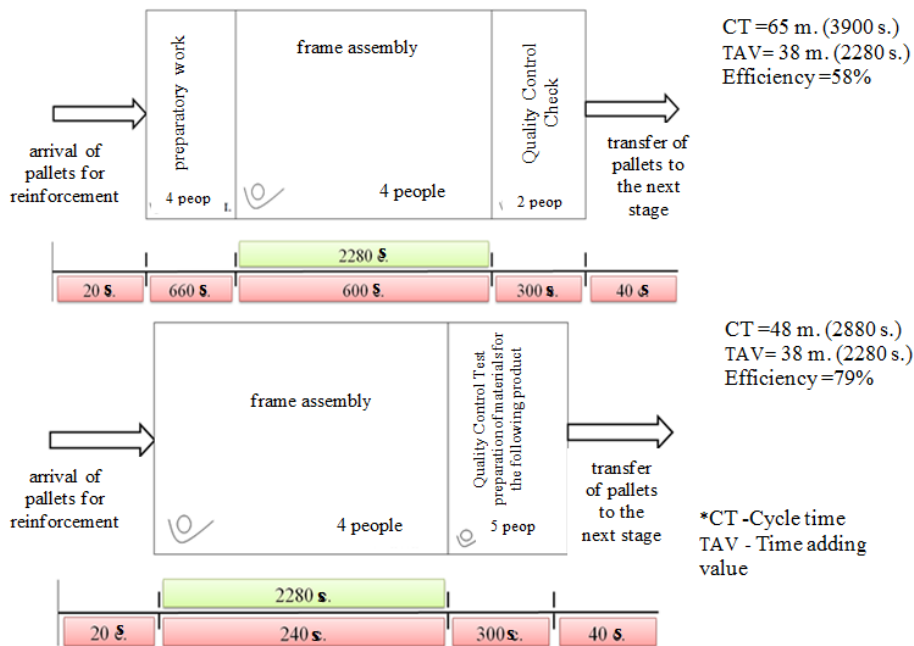 CT =65 m. (3900 s.)
TAV= 38 m. (2280 s.)
Efficiency =58%
arrival of
pallets for
reinforcement
preparatory work
4 peop
frame assembly
4 people
Quality Control
Check
2 peop
transfer of
pallets to
the next
stage
2280 s.
20 s.
660 s.
600 s.
300 s.
40 s
CT =48 m. (2880 s.)
TAV= 38 m. (2280 s.)
Efficiency =79%
arrival of
pallets for
reinforcement
frame assembly
4 people
Quality Control Test
preparation of materials for
the following product
5 peop
transfer
of pallets
to the
next stage
*CT -Cycle time
TAV - Time adding
value
2280 s.
20 s.
240 s.
300 s.
40 s.